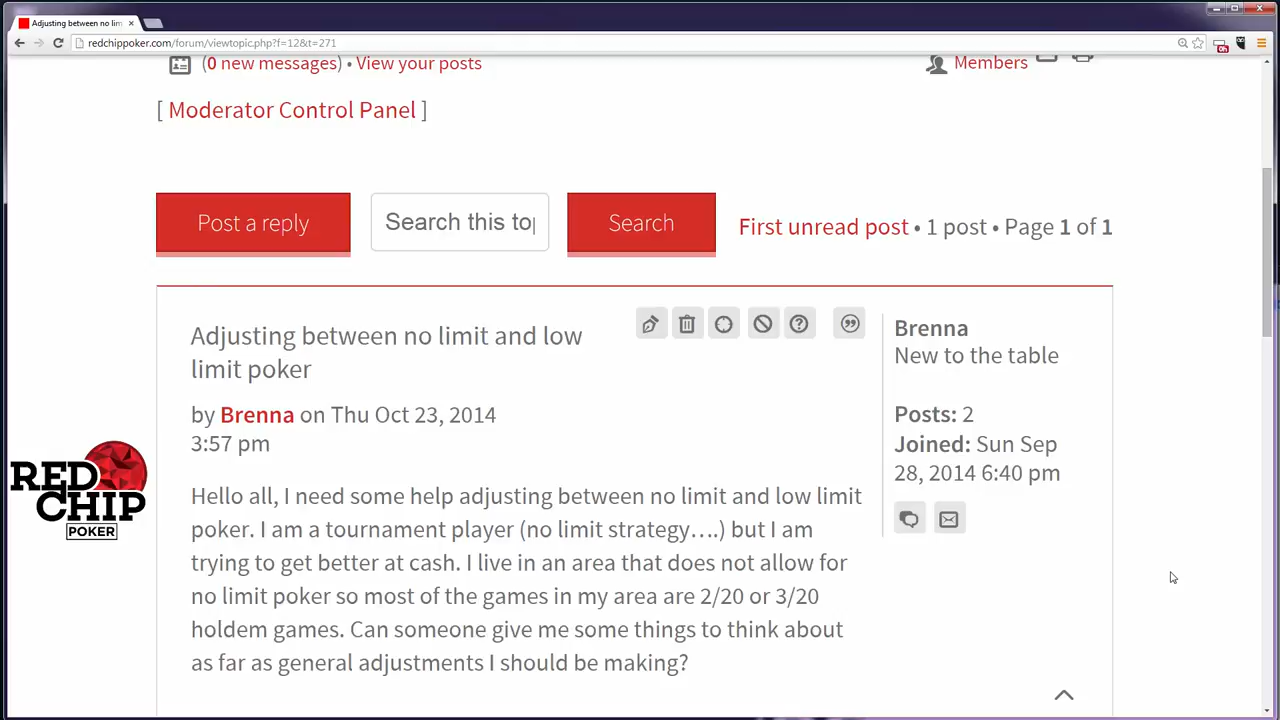 Adjusting between no lim
redchippoker.com/forum/viewtopic.php?f=12&t=271
(0 new messages) • View your posts
Members
[ Moderator Control Panel ]
Post a reply
Search this to
Search
First unread post • 1 post • Page 1 of 1
Adjusting between no limit and low
limit poker
by Brenna on Thu Oct 23, 2014
3:57 pm
Hello all, I need some help adjusting between no limit and low limit
poker. I am a tournament player (no limit strategy….) but I am
trying to get better at cash. I live in an area that does not allow for
no limit poker so most of the games in my area are 2/20 or 3/20
holdem games. Can someone give me some things to think about
as far as general adjustments I should be making?
Brenna
New to the table
Posts: 2
Joined: Sun Sep
28, 2014 6:40 pm
RED
CHIP
POKER